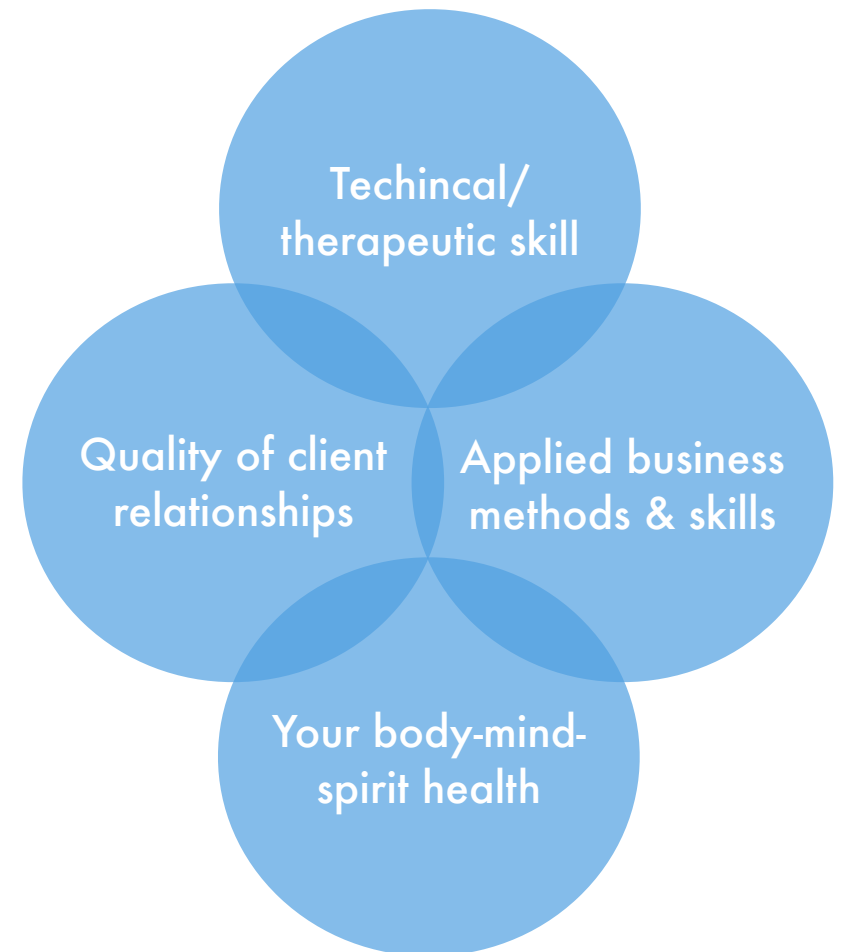 Techincal/
therapeutic skill
Quality of client
relationships
Applied business
methods & skills
Your body-mind-
spirit health